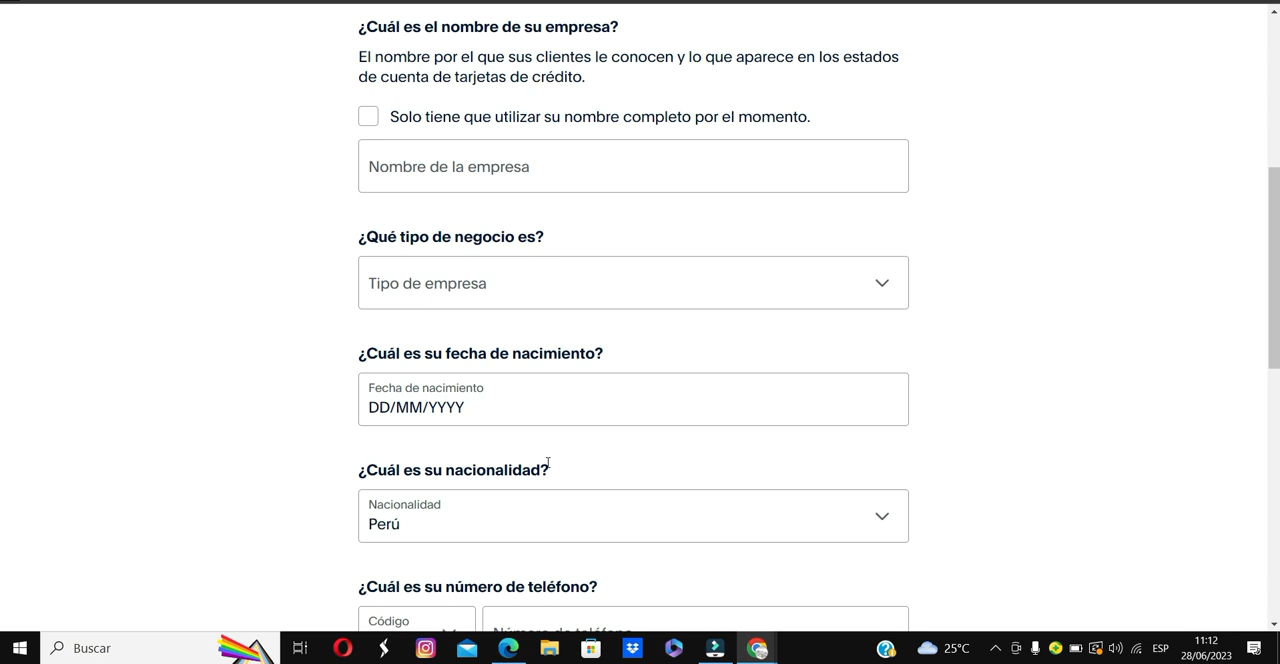 ¿Cuál es el nombre de su empresa?
El nombre por el que sus clientes le conocen y lo que aparece en los estados
de cuenta de tarjetas de crédito.
Solo tiene que utilizar su nombre completo por el momento.
Nombre de la empresa
¿Qué tipo de negocio es?
Tipo de empresa
¿Cuál es su fecha de nacimiento?
Fecha de nacimiento
DD/MM/YYYY
¿Cuál es su nacionalidad?
Nacionalidad
Perú
¿Cuál es su número de teléfono?
Código
Número de teléfono
Buscar
25°C
ESP
11:12
28/06/2023